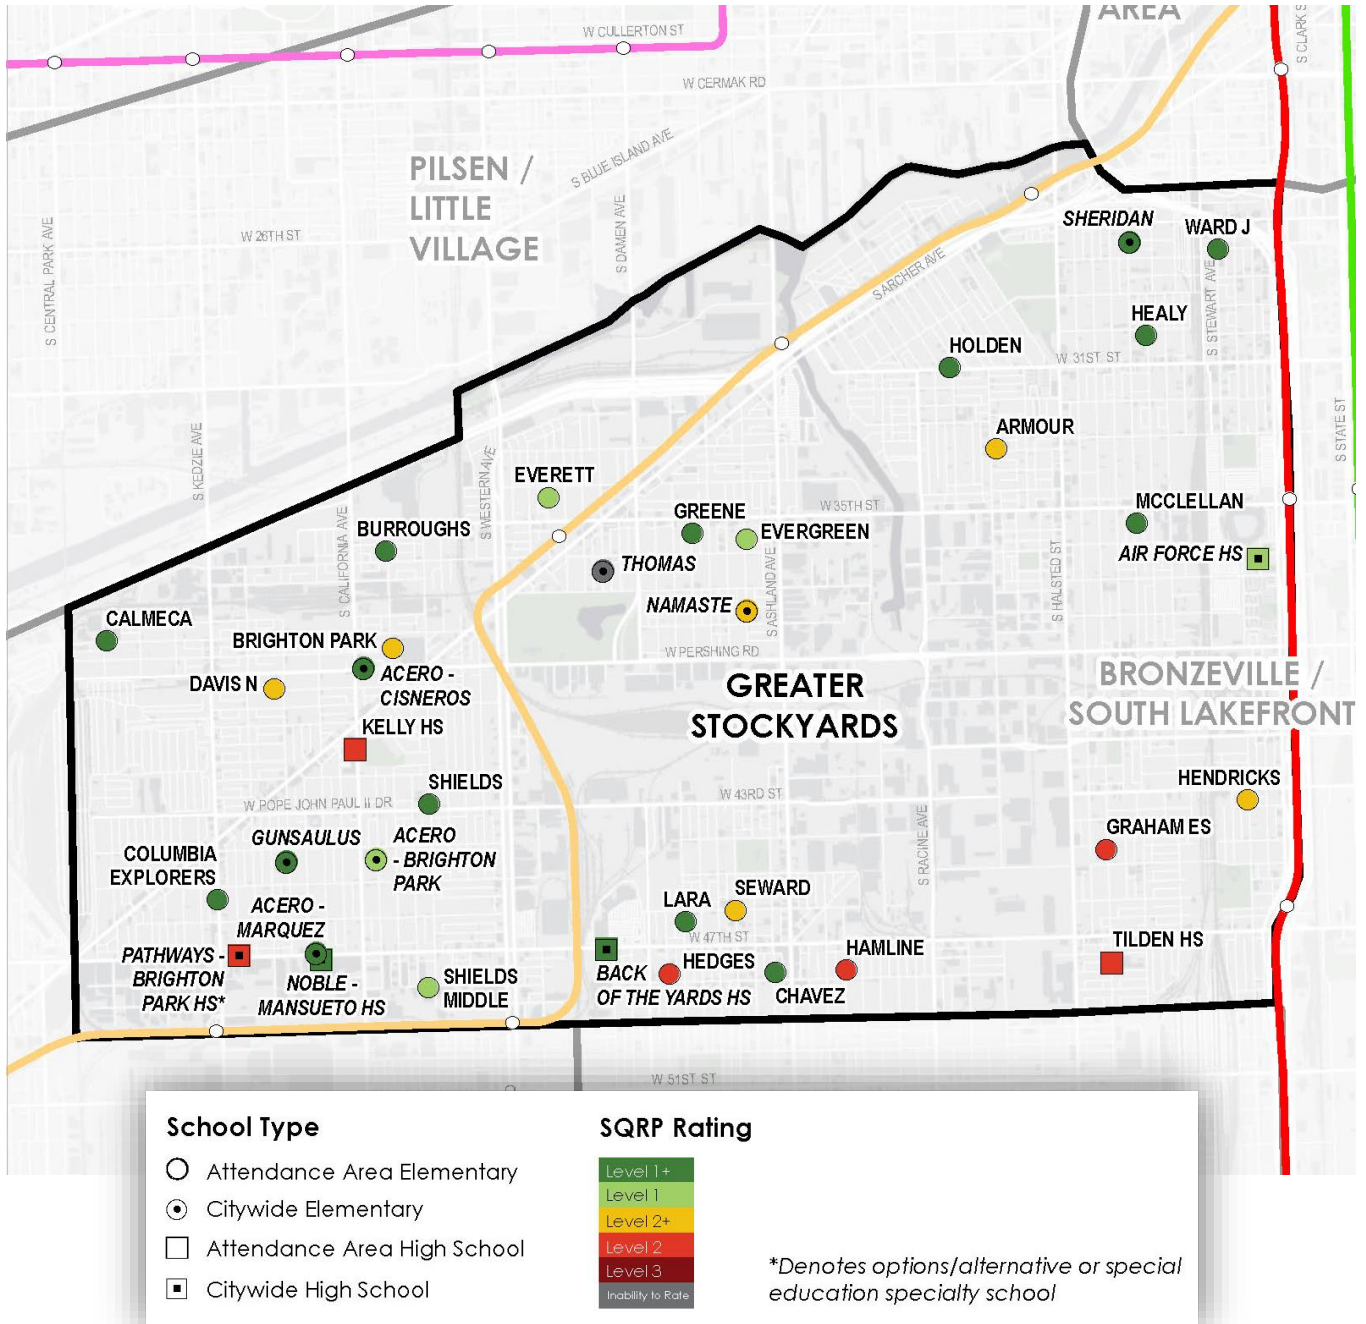 AREA
W CULLERTON ST
S CLARK S
W CERMAK RD
S BLUE ISLAND AVE
PILSEN /
LITTLE
VILLAGE
S CENTRAL PARK AVE
W 26TH ST
S DAMEN AVE
SHERIDAN
WARD J
S ARCHER AVE
S STEWART AVE
HEALY
HOLDEN
W 31ST ST
ARMOUR
S STATE ST
S KEDZIE AVE
S WESTERN AVE
EVERETT
MCCLELLAN
W 35TH ST
GREENE
EVERGREEN
BURROUGHS
S CALIFORNIA AVE
AIR FORCE HS
THOMAS
S ASHLAND AVE
S HALSTED ST
NAMASTE
CALMECA
BRIGHTON PARK
W PERSHING RD
ACERO -
CISNEROS
DAVIS N
GREATER
STOCKYARDS
BRONZEVILLE /
SOUTH LAKEFRONT
KELLY HS
SHIELDS
HENDRICKS
W POPE JOHN PAUL II DR
W 43RD ST
S RACINE AVE
GRAHAM ES
GUNSAULUS
ACERO
- BRIGHTON
PARK
COLUMBIA
EXPLORERS
LARA
SEWARD
ACERO -
MARQUEZ
W 47TH ST
TILDEN HS
HAMLINE
PATHWAYS -
BRIGHTON
PARK HS*
NOBLE -
MANSUETO HS
SHIELDS
MIDDLE
BACK
OF THE YARDS HS
HEDGES
CHAVEZ
W 51ST ST
School Type
Attendance Area Elementary
Citywide Elementary
Attendance Area High School
Citywide High School
SQRP Rating
Level 1+
Level 1
Level 2+
Level 2
Level 3
Inability to Rate
*Denotes options/alternative or special
education specialty school